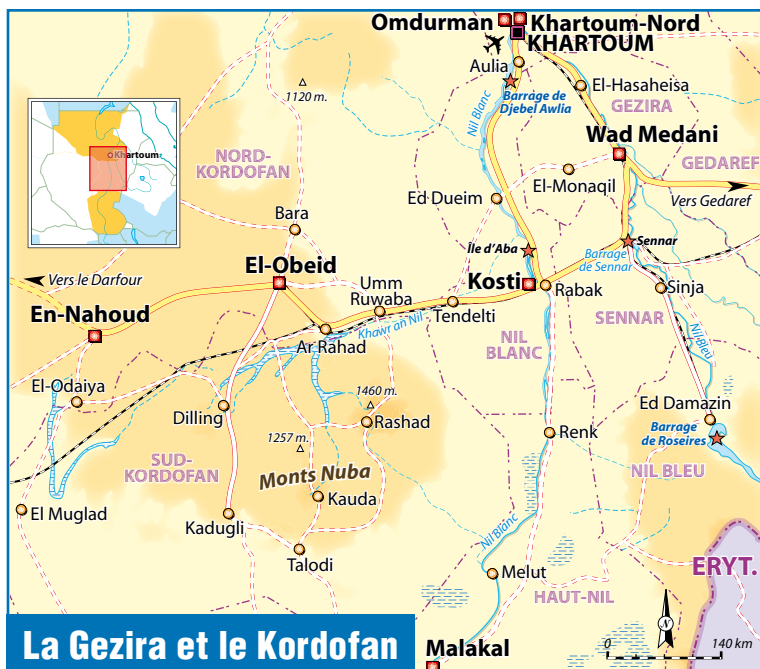 Omdurman
Khartoum-Nord
KHARTOUM
Aulia
El-Hasaheisa
Barrage de
Djebel Awlia
GEZIRA
Nil Blanc
1120 m.
Khartoum
NORD-
KORDOFAN
Wad Medani
GEDAREF
El-Monaqil
Vers Gedaref
Ed Dueim
Bara
Île d'Aba
Sennar
Barrage
de Sennar
Vers le Darfour
El-Obeid
Umm
Ruwaba
Kosti
Rabak
Sinja
En-Nahoud
Tendelti
SENNAR
Khawr an Nil
NIL
BLANC
Nil Bleu
Ar Rahad
El-Odaiya
1460 m.
Dilling
Rashad
Ed Damazin
Barrage
de Roseires
1257 m.
Renk
SUD-
KORDOFAN
Monts Nuba
NIL BLEU
Kauda
El Muglad
Kadugli
Nil Blanc
Talodi
Melut
ERYT.
HAUT-NIL
N
La Gezira et le Kordofan
0
140 km
Malakal